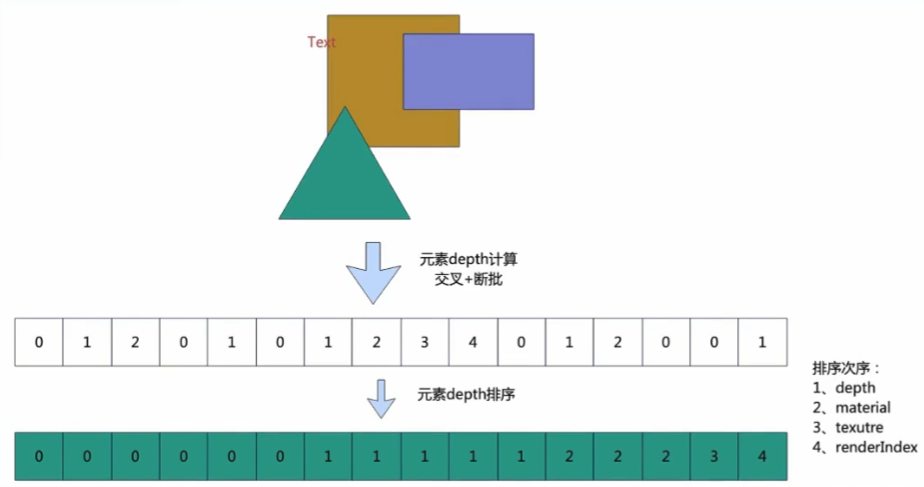 Text
元素depth计算
交叉+断批
0 1 2 0 1 0 1 2 3 4 0 1 2 0 0 1
元素depth排序
0 0 0 0 0 0 1 1 1 1 1 2 2 2 3 4
排序次序：
1、depth
2、material
3、texutre
4、renderIndex